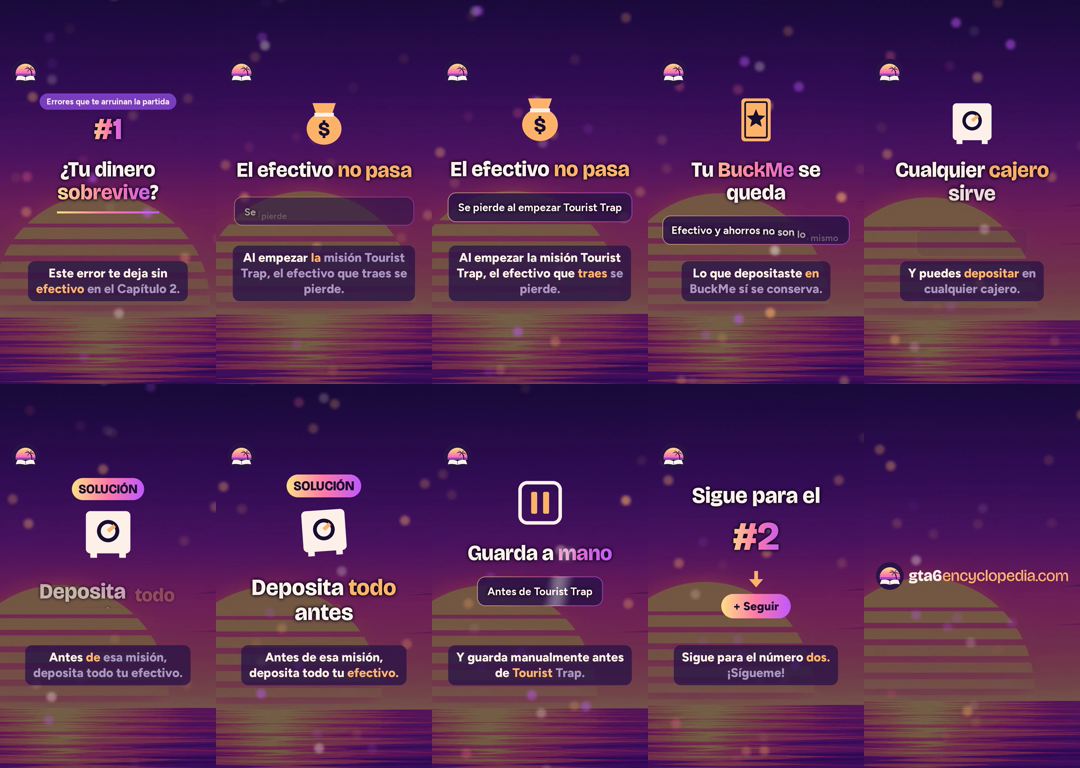 Errores que te arruinan la partida
#1
¿Tu dinero
sobrevive?
Este error te deja sin
efectivo en el Capítulo 2.
$
El efectivo no pasa
Se pierde
Al empezar la misión Tourist
Trap, el efectivo que traes se
pierde.
$
El efectivo no pasa
Se pierde al empezar Tourist Trap
Al empezar la misión Tourist
Trap, el efectivo que traes se
pierde.
Tu BuckMe se
queda
Efectivo y ahorros no son lo mismo
Lo que depositaste en
BuckMe sí se conserva.
Cualquier cajero
sirve
Y puedes depositar en
cualquier cajero.
SOLUCIÓN
Deposita todo
Antes de esa misión,
deposita todo tu efectivo.
SOLUCIÓN
Deposita todo
antes
Antes de esa misión,
deposita todo tu efectivo.
Guarda a mano
Antes de Tourist Trap
Y guarda manualmente antes
de Tourist Trap.
Sigue para el
#2
+ Seguir
Sigue para el número dos.
¡Sígueme!
gta6encyclopedia.com